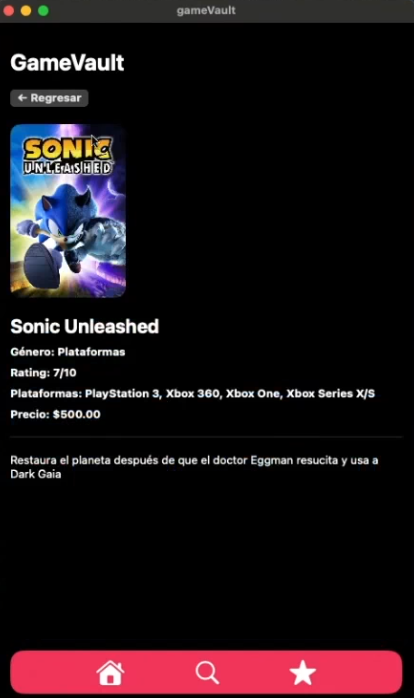 gameVault
GameVault
← Regresar
SONIC
UNLEASHED
Sonic Unleashed
Género: Plataformas
Rating: 7/10
Plataformas: PlayStation 3, Xbox 360, Xbox One, Xbox Series X/S
Precio: $500.00
Restaura el planeta después de que el doctor Eggman resucita y usa a
Dark Gaia